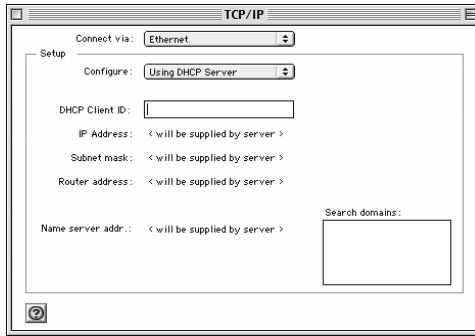 TCP/IP
Connect via: Ethernet
Setup
Configure: Using DHCP Server
DHCP Client ID:
IP Address: < will be supplied by server >
Subnet mask: < will be supplied by server >
Router address: < will be supplied by server >
Search domains:
Name server addr.: < will be supplied by server >
?